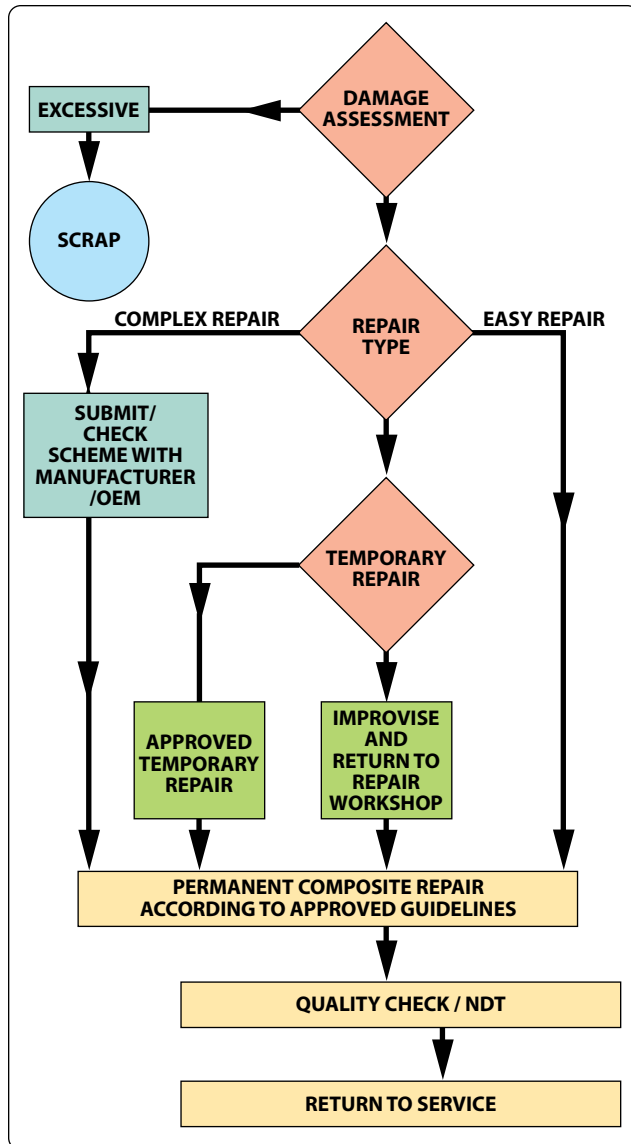 DAMAGE
ASSESSMENT
EXCESSIVE
SCRAP
COMPLEX REPAIR
REPAIR
TYPE
EASY REPAIR
SUBMIT/
CHECK
SCHEME WITH
MANUFACTURER
/OEM
TEMPORARY
REPAIR
APPROVED
TEMPORARY
REPAIR
IMPROVISE
AND
RETURN TO
REPAIR
WORKSHOP
PERMANENT COMPOSITE REPAIR
ACCORDING TO APPROVED GUIDELINES
QUALITY CHECK / NDT
RETURN TO SERVICE